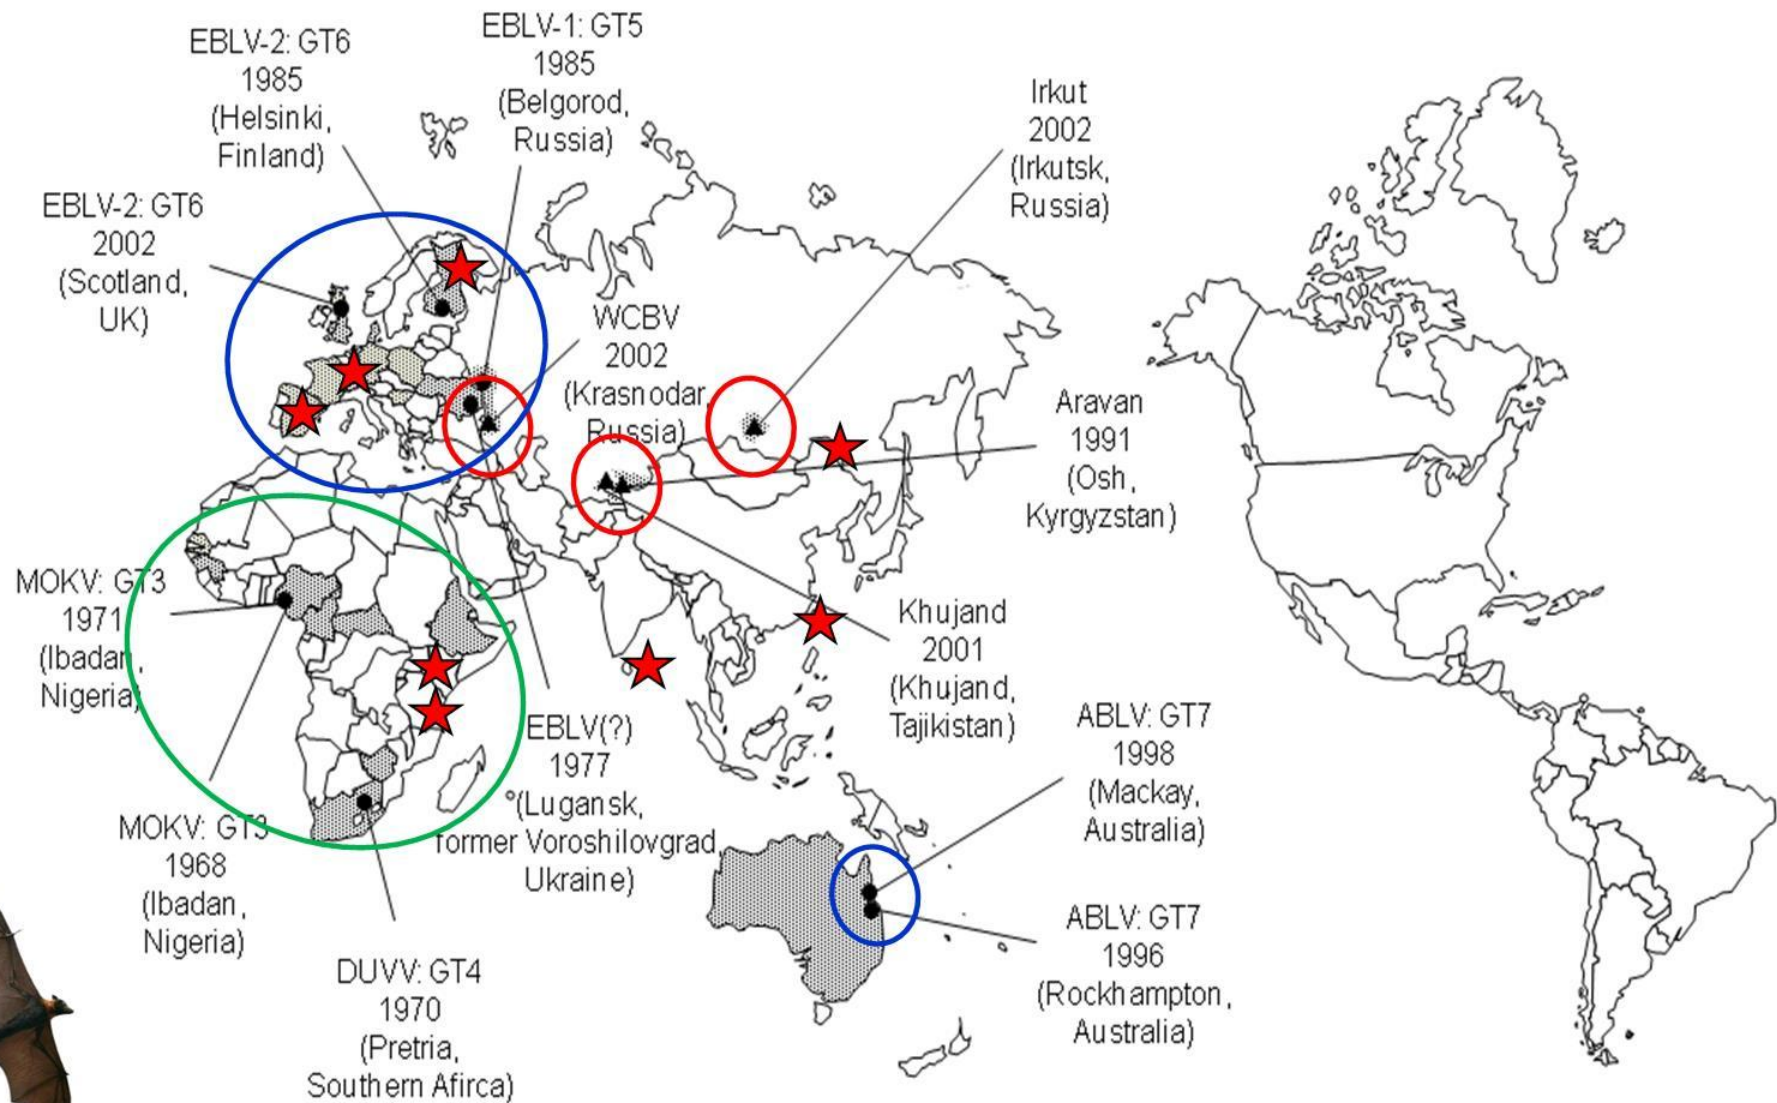 EBLV-2: GT6
1985
(Helsinki,
Finland)
EBLV-1: GT5
1985
(Belgorod,
Russia)
Irkut
2002
(Irkutsk,
Russia)
EBLV-2: GT6
2002
(Scotland,
UK)
WCBV
2002
(Krasnodar,
Russia)
Aravan
1991
(Osh,
Kyrgyzstan)
MOKV: GT3
1971
(Ibadan,
Nigeria)
Khujand
2001
(Khujand,
Tajikistan)
EBLV(?)
1977
(Lugansk,
former Voroshilovgrad,
Ukraine)
ABLV: GT7
1998
(Mackay,
Australia)
MOKV: GT3
1968
(Ibadan,
Nigeria)
ABLV: GT7
1996
(Rockhampton,
Australia)
DUVV: GT4
1970
(Pretria,
Southern Afirca)